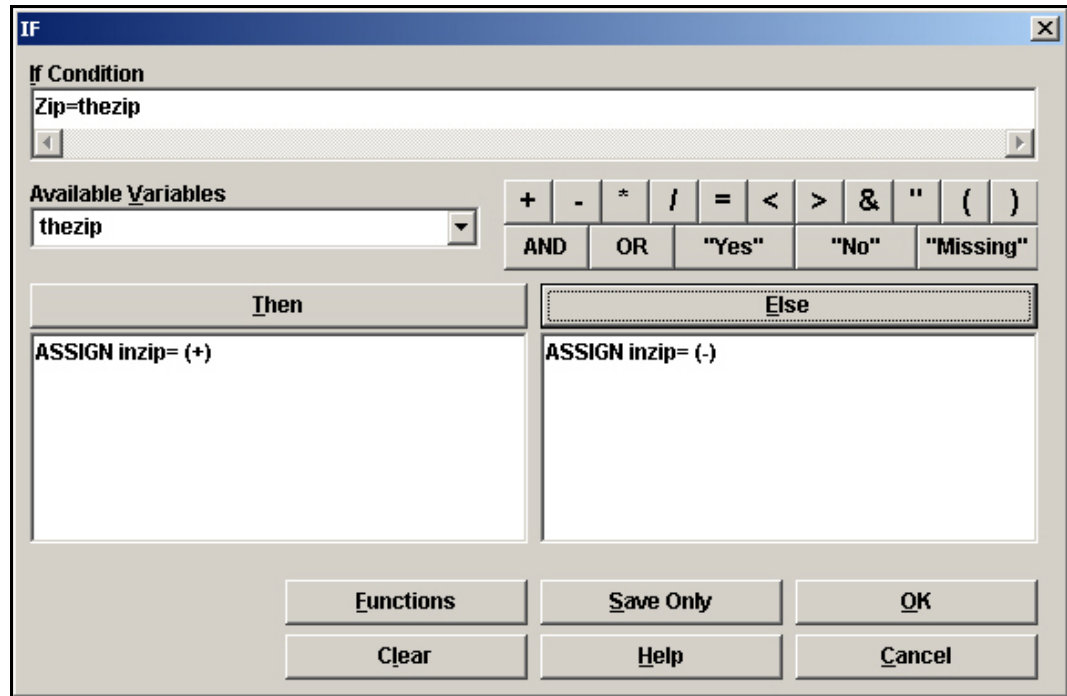 IF
If Condition
Zip=thezip
Available Variables
thezip
+ - * / = < > & " ( )
AND OR "Yes" "No" "Missing"
Then Else
ASSIGN inzip= (+) ASSIGN inzip= (-)
Functions Save Only OK
Clear Help Cancel